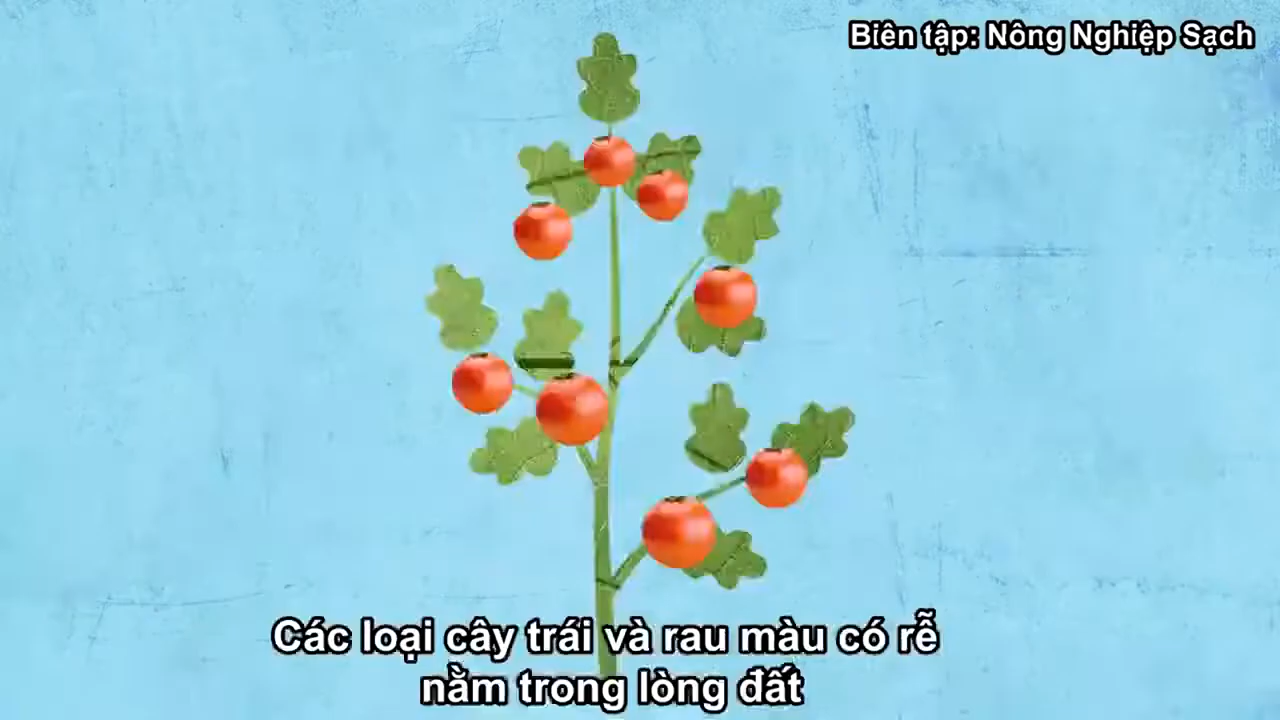 Biên tập: Nông Nghiệp Sạch
Các loại cây trái và rau màu có rễ
nằm trong lòng đất